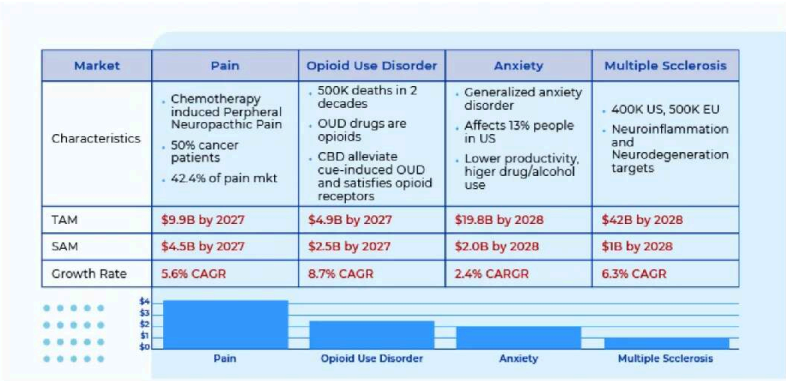 Market Pain Opioid Use Disorder Anxiety Multiple Scclerosis
Characteristics
Chemotherapy
induced Perpheral
Neuropacthic Pain
50% cancer
patients
42.4% of pain mkt
500K deaths in 2
decades
OUD drugs are
opioids
CBD alleviate
cue-induced OUD
and satisfies opioid
receptors
Generalized anxiety
disorder
Affects 13% people
in US
Lower productivity,
higer drug/alcohol
use
400K US, 500K EU
Neuroinflammation
and
Neurodegeneration
targets
TAM $9.9B by 2027 $4.9B by 2027 $19.8B by 2028 $42B by 2028
SAM $4.5B by 2027 $2.5B by 2027 $2.0B by 2028 $1B by 2028
Growth Rate 5.6% CAGR 8.7% CAGR 2.4% CARGR 6.3% CAGR
$4
$3
$2
$1
$0
Pain Opioid Use Disorder Anxiety Multiple Scclerosis